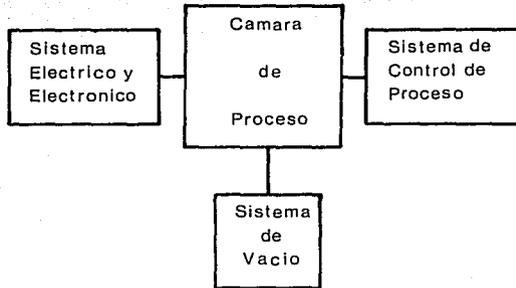 Sistema
Electrico y
Electronico
Camara
de
Proceso
Sistema de
Control de
Proceso
Sistema
de
Vacio